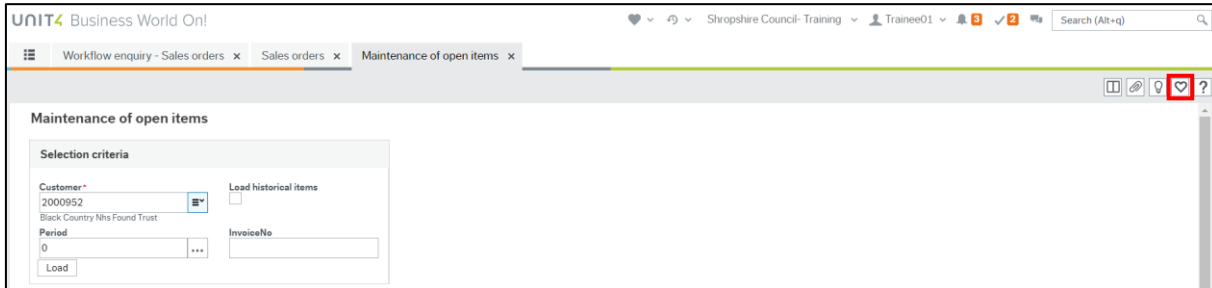 UNIT4 Business World On!
Shropshire Council- Training
Trainee01
3
2
Search (Alt+q)
Workflow enquiry - Sales orders x
Sales orders x
Maintenance of open items x
?
Maintenance of open items
Selection criteria
Customer*
Load historical items
2000952
Black Country Nhs Found Trust
Period
InvoiceNo
0
...
Load